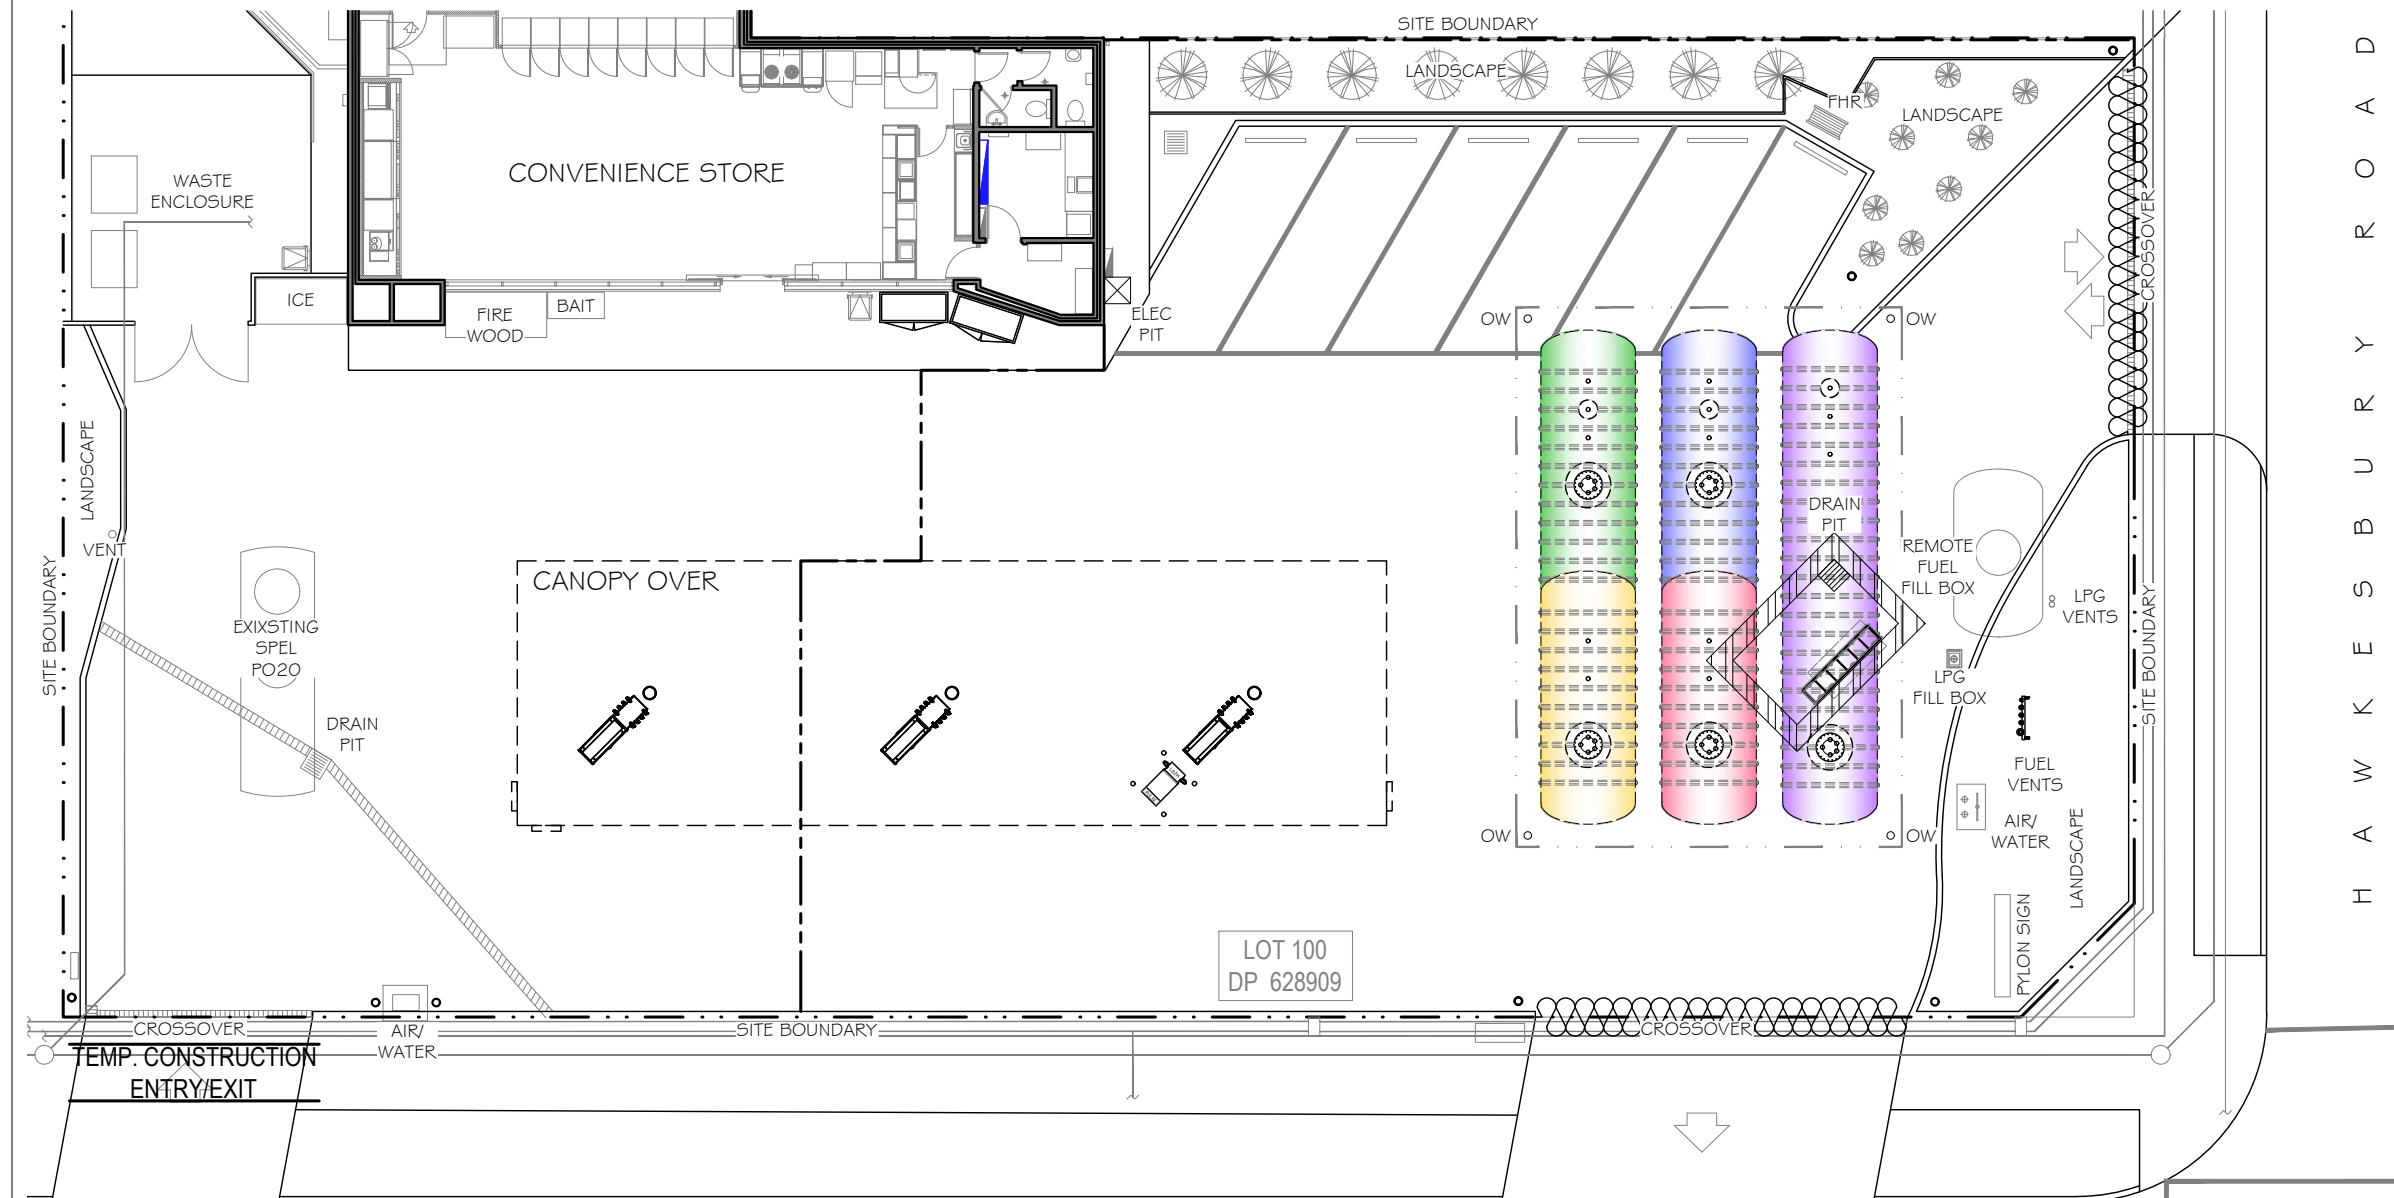 SITE BOUNDARY
LANDSCAPE
FHR
LANDSCAPE
HAWKESBURY ROAD
WASTE
ENCLOSURE
CONVENIENCE STORE
CROSSOVER
ICE
FIRE
WOOD
BAIT
ELEC
PIT
OW
OW
LANDSCAPE
VENT
SITE BOUNDARY
CANOPY OVER
EXIXSTING
SPEL
PO20
DRAIN
PIT
DRAIN
PIT
REMOTE
FUEL
FILL BOX
LPG
VENTS
SITE BOUNDARY
LPG
FILL BOX
FUEL
VENTS
AIR/
WATER
LANDSCAPE
OW
OW
PYLON SIGN
LOT 100
DP 628909
CROSSOVER
AIR/
WATER
SITE BOUNDARY
CROSSOVER
TEMP. CONSTRUCTION
ENTRY/EXIT